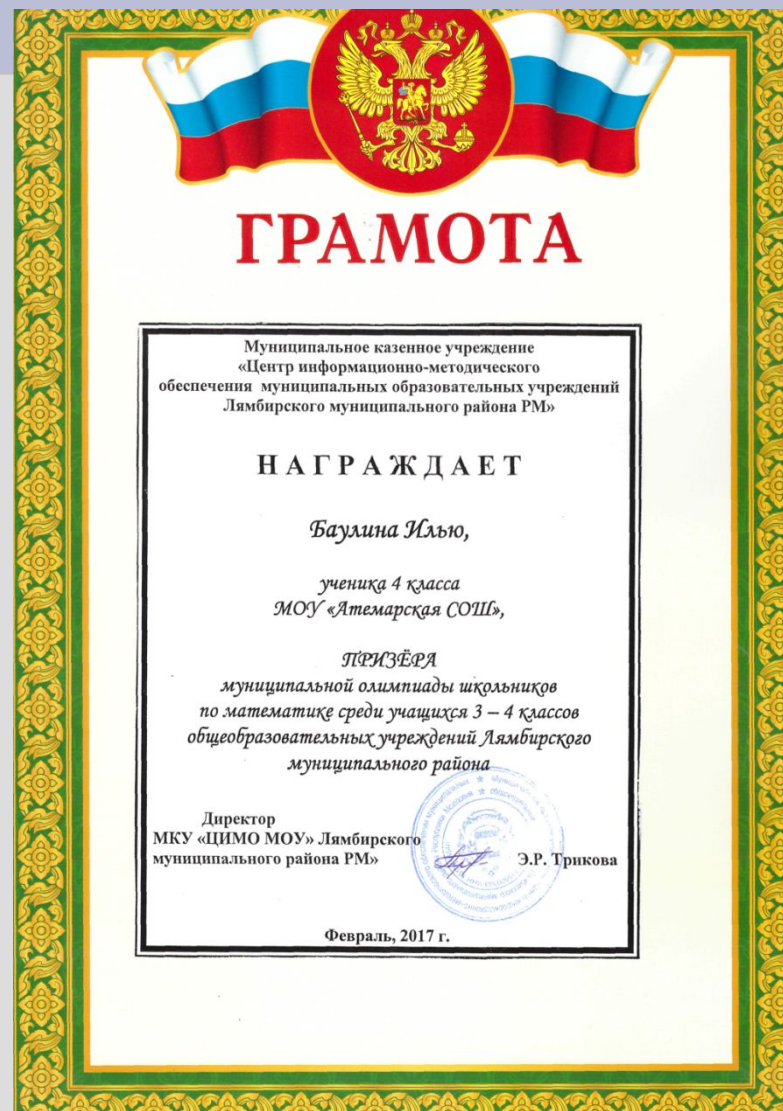 ГРАМОТА
Муниципальное казенное учреждение
«Центр информационно-методического
обеспечения муниципальных образовательных учреждений
Лямбирского муниципального района РМ»
НАГРАЖДАЕТ
Баулина Илью,
ученика 4 класса
МОУ «Атемарская СОШ»,
ПРИЗЁРА
муниципальной олимпиады школьников
по математике среди учащихся 3 – 4 классов
общеобразовательных учреждений Лямбирского
муниципального района
Директор
МКУ «ЦИМО МОУ» Лямбирского
муниципального района РМ»
Э.Р. Трикова
Февраль, 2017 г.